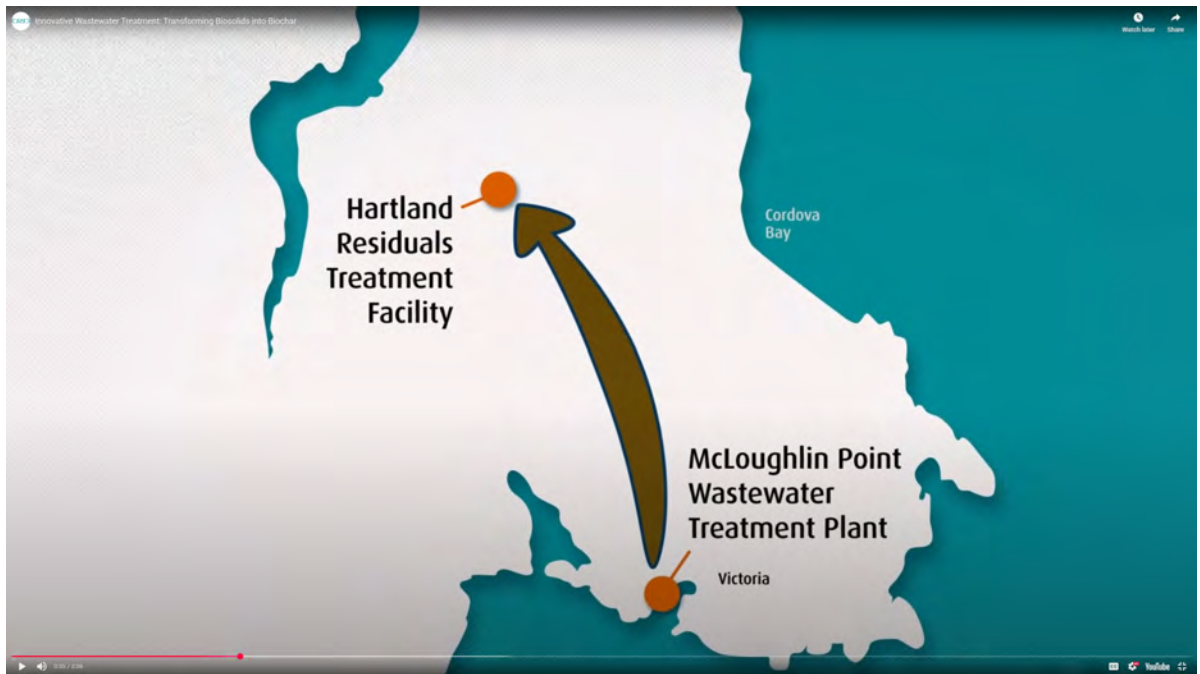 Innovative Wastewater Treatment: Transforming Biosolids into Biochar
Watch later
Share
Hartland
Residuals
Treatment
Facility
Cordova
Bay
McLoughlin Point
Wastewater
Treatment Plant
Victoria
YouTube